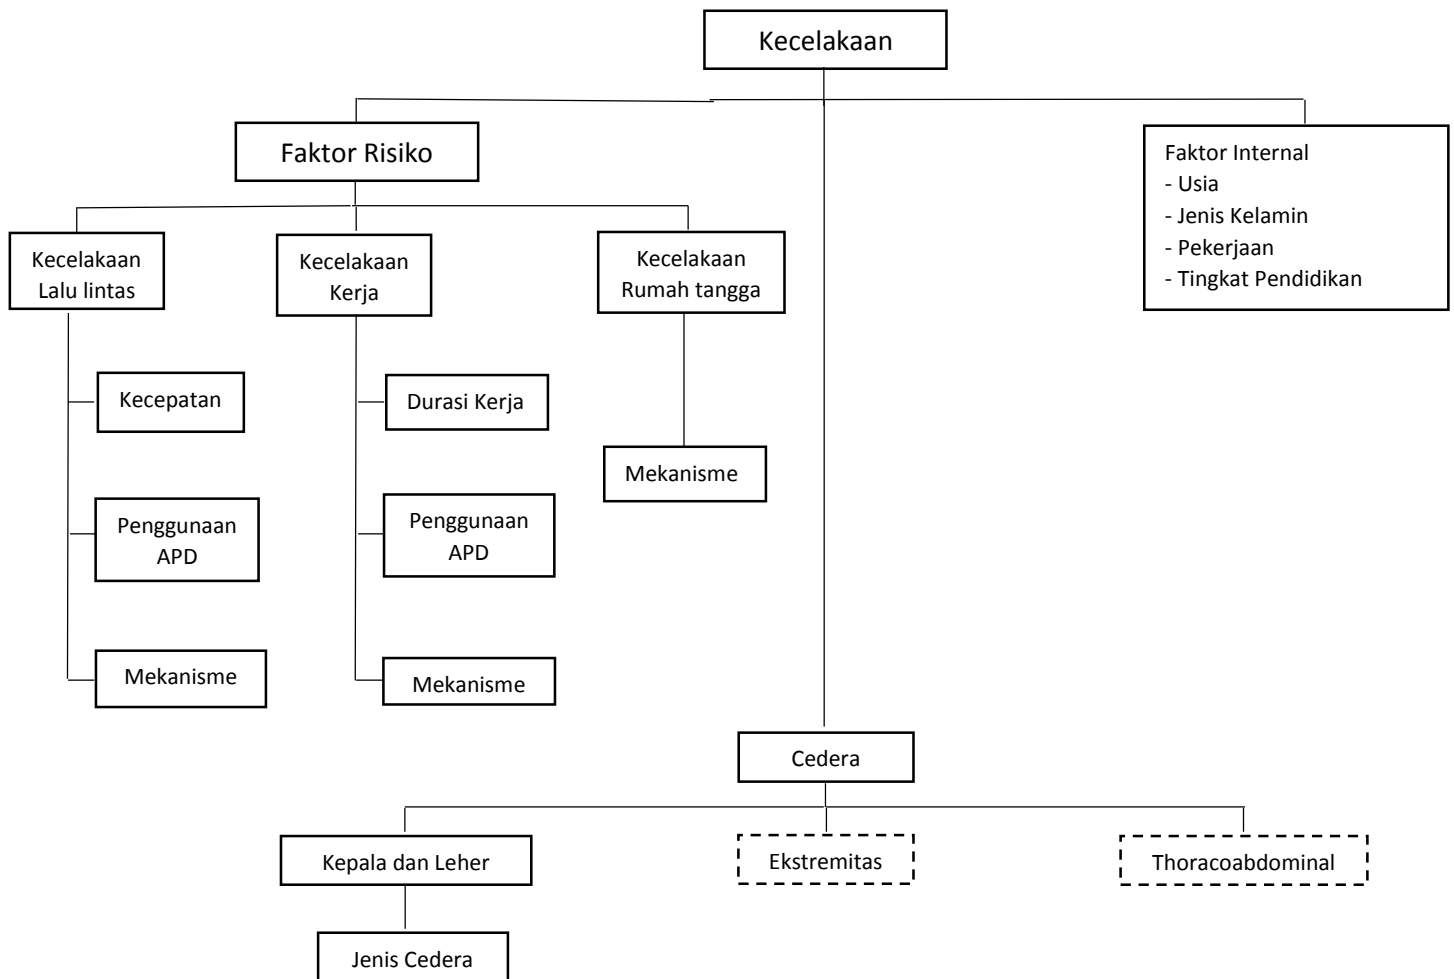 Kecelakaan
Faktor Risiko
Faktor Internal
- Usia
- Jenis Kelamin
- Pekerjaan
- Tingkat Pendidikan
Kecelakaan
Lalu lintas
Kecelakaan
Kerja
Kecelakaan
Rumah tangga
Kecepatan
Durasi Kerja
Mekanisme
Penggunaan
APD
Penggunaan
APD
Mekanisme
Mekanisme
Cedera
Kepala dan Leher
Ekstremitas
Thoracoabdominal
Jenis Cedera